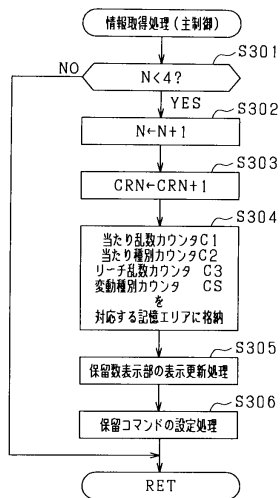 情報取得処理(主制御)
S301
N<4?
NO
YES
S302
N←N+1
S303
CRN←CRN+1
S304
当たり乱数カウンタC1
当たり種別カウンタC2
リーチ乱数カウンタ C3
変動種別カウンタ CS
を
対応する記憶エリアに格納
S305
保留数表示部の表示更新処理
S306
保留コマンドの設定処理
RET